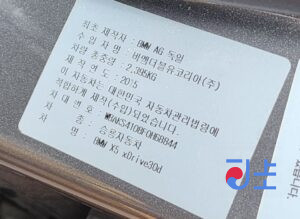 최초 제작자 : BMW AG 독일
수 입 자 명 : 비엠더블유코리아(주)
차량 총중량 : 2,395KG
제 작 연 도 : 2015
이 자동차는 대한민국 자동차관리법령에
적합하게 제작(수입)되었습니다.
차 대 번 호 :
차 종 : 승용자동차
차 명 : BMW X5 xDrive30d